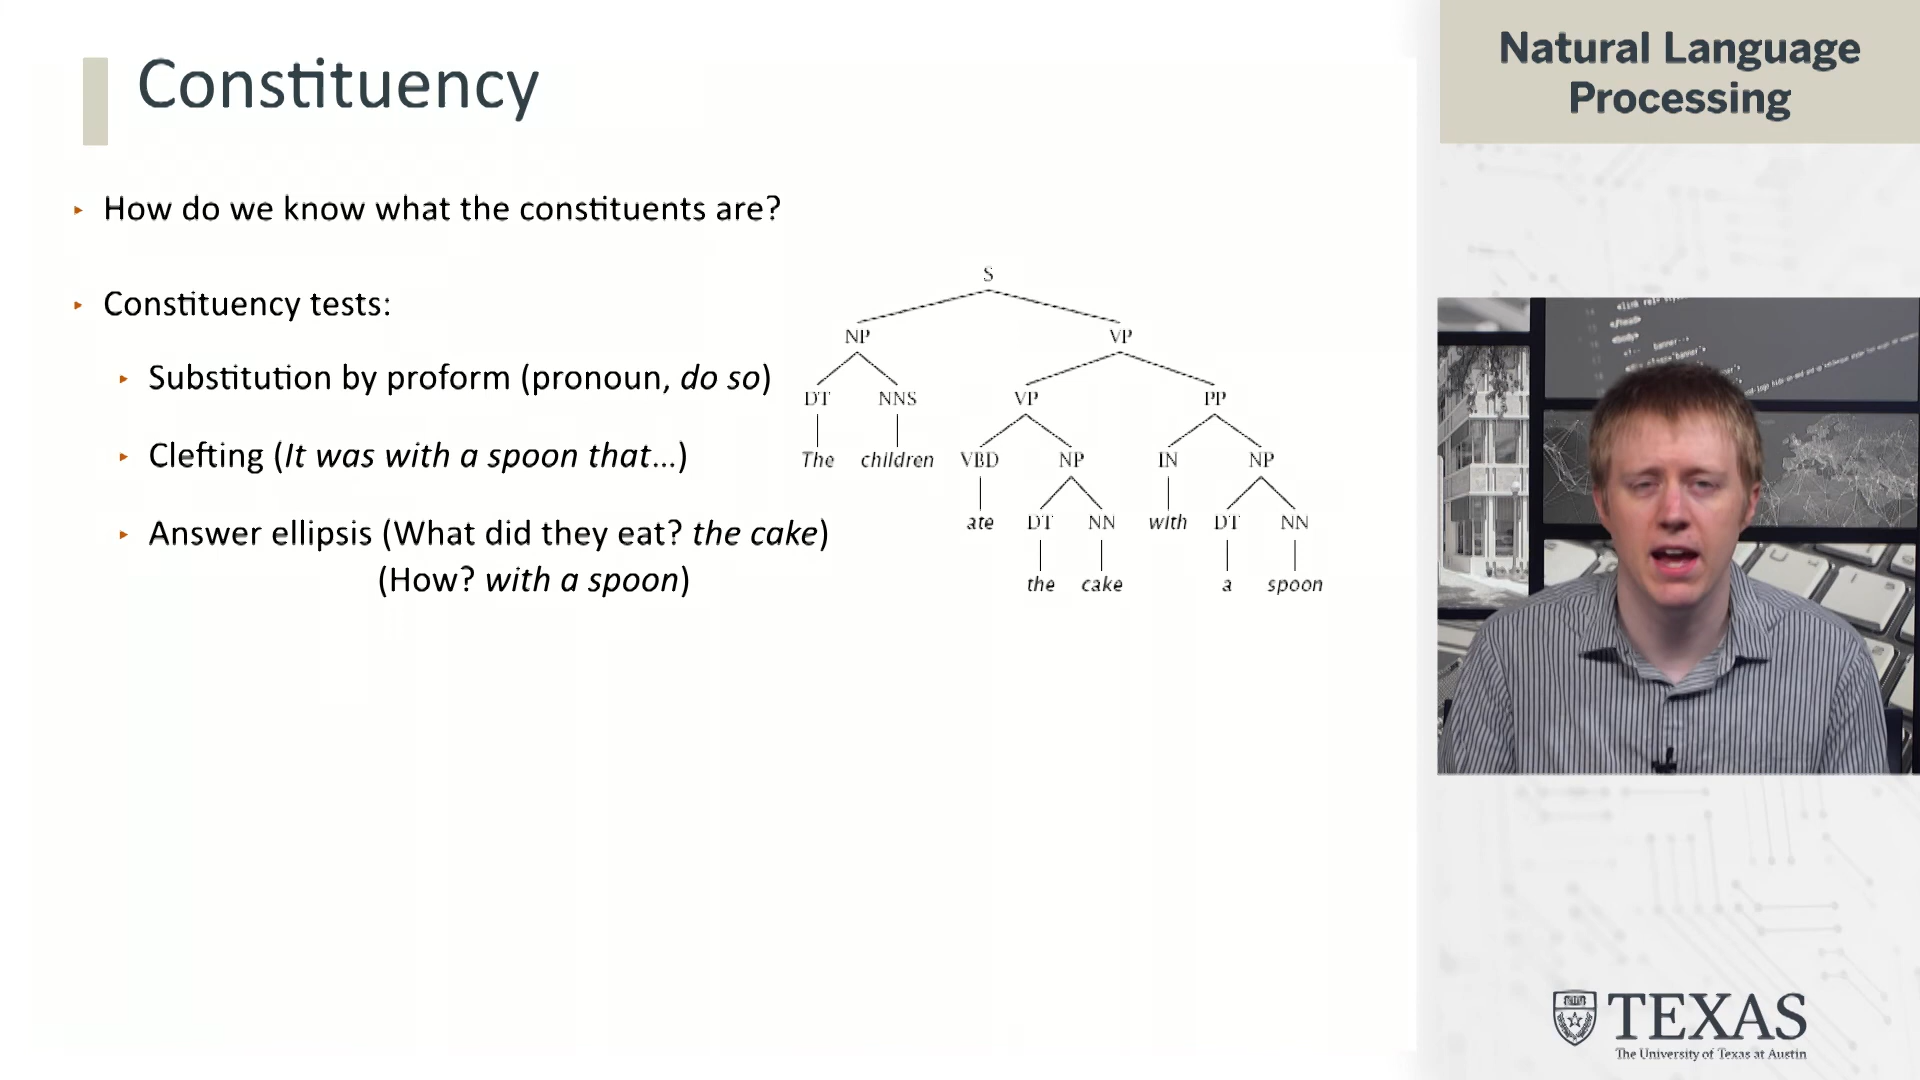 Constituency
Natural Language
Processing
‣ How do we know what the constituents are?
‣ Constituency tests:
‣ Substitution by proform (pronoun, do so)
‣ Clefting (It was with a spoon that...)
‣ Answer ellipsis (What did they eat? the cake)
(How? with a spoon)
S
NP VP
DT NNS VP PP
The children VBD NP IN NP
ate DT NN with DT NN
the cake a spoon
<body>
TEXAS
The University of Texas at Austin